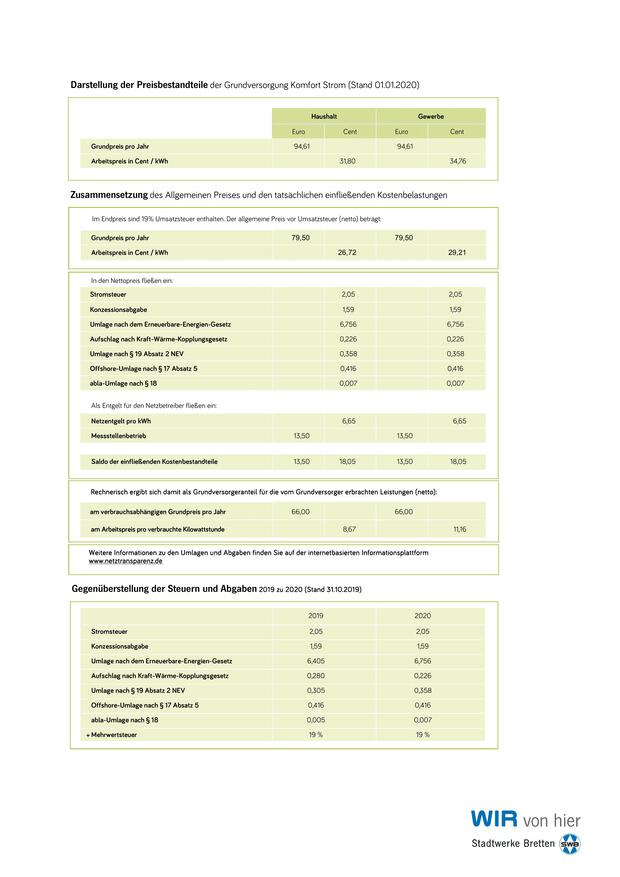 Darstellung der Preisbestandteile der Grundversorgung Komfort Strom (Stand 01.01.2020)
Haushalt Gewerbe
Euro Cent Euro Cent
Grundpreis pro Jahr 94,61 94,61
Arbeitspreis in Cent / kWh 31,80 34,76
Zusammensetzung des Allgemeinen Preises und den tatsächlichen einfließenden Kostenbelastungen
Im Endpreis sind 19% Umsatzsteuer enthalten. Der allgemeine Preis vor Umsatzsteuer (netto) beträgt:
Grundpreis pro Jahr 79,50 79,50
Arbeitspreis in Cent / kWh 26,72 29,21
In den Nettopreis fließen ein:
Stromsteuer 2,05 2,05
Konzessionsabgabe 1,59 1,59
Umlage nach dem Erneuerbare-Energien-Gesetz 6,756 6,756
Aufschlag nach Kraft-Wärme-Kopplungsgesetz 0,226 0,226
Umlage nach § 19 Absatz 2 NEV 0,358 0,358
Offshore-Umlage nach § 17 Absatz 5 0,416 0,416
abla-Umlage nach § 18 0,007 0,007
Als Entgelt für den Netzbetreiber fließen ein:
Netzentgelt pro kWh 6,65 6,65
Messstellenbetrieb 13,50 13,50
Saldo der einfließenden Kostenbestandteile 13,50 18,05 13,50 18,05
Rechnerisch ergibt sich damit als Grundversorgeranteil für die vom Grundversorger erbrachten Leistungen (netto):
am verbrauchsabhängigen Grundpreis pro Jahr 66,00 66,00
am Arbeitspreis pro verbrauchte Kilowattstunde 8,67 11,16
Weitere Informationen zu den Umlagen und Abgaben finden Sie auf der internetbasierten Informationsplattform
www.netztransparenz.de
Gegenüberstellung der Steuern und Abgaben 2019 zu 2020 (Stand 31.10.2019)
2019 2020
Stromsteuer 2,05 2,05
Konzessionsabgabe 1,59 1,59
Umlage nach dem Erneuerbare-Energien-Gesetz 6,405 6,756
Aufschlag nach Kraft-Wärme-Kopplungsgesetz 0,280 0,226
Umlage nach § 19 Absatz 2 NEV 0,305 0,358
Offshore-Umlage nach § 17 Absatz 5 0,416 0,416
abla-Umlage nach § 18 0,005 0,007
+ Mehrwertsteuer 19 % 19 %
WIR von hier
Stadtwerke Bretten SWB